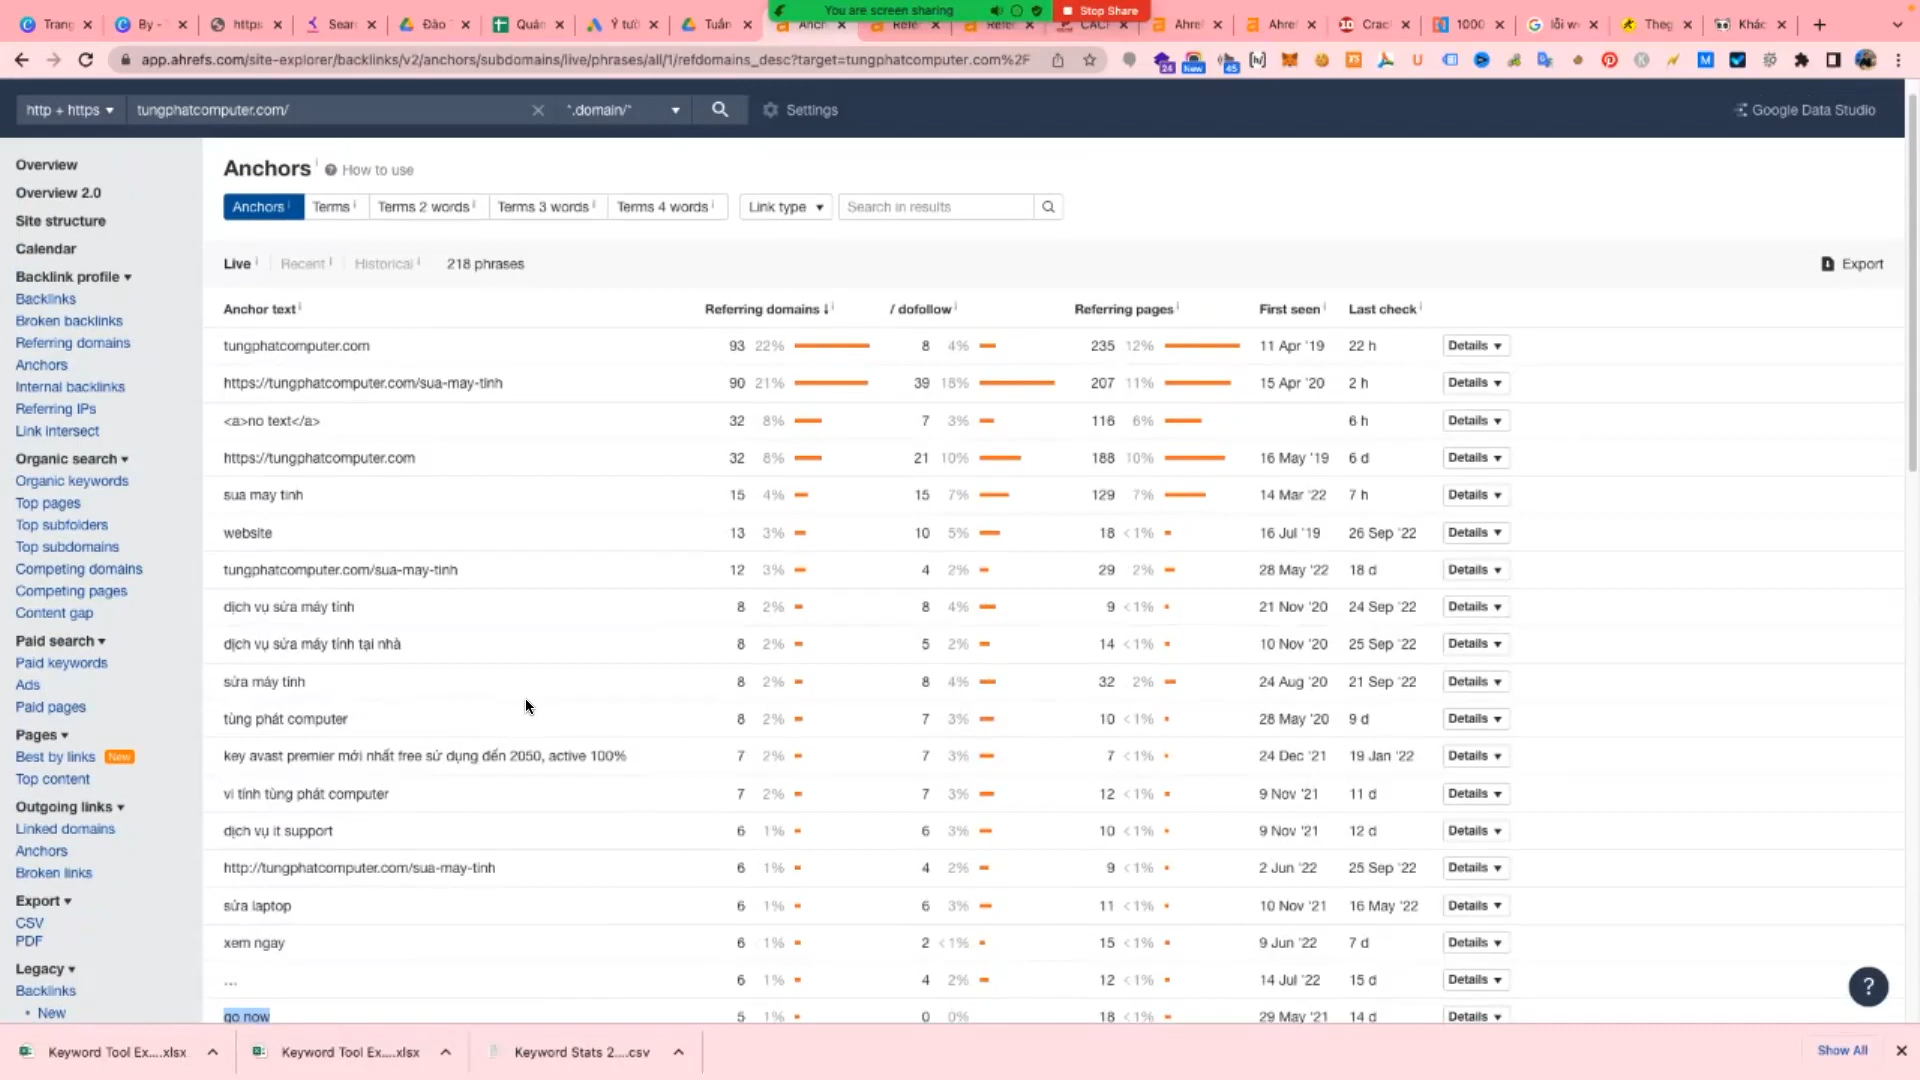 Trang
By -
https
Sear
Đào
Quản
Ý tưở
Tuấn
Anch
Refe
Refe
CÁCH
Ahre
Ahre
Crac
1000
lỗi w
Theg
Khác
You are screen sharing
Stop Share
app.ahrefs.com/site-explorer/backlinks/v2/anchors/subdomains/live/phrases/all/1/refdomains_desc?target=tungphatcomputer.com%2F
24
New
45
http + https
tungphatcomputer.com/
*.domain/*
Settings
Google Data Studio
Overview
Overview 2.0
Site structure
Calendar
Backlink profile
Backlinks
Broken backlinks
Referring domains
Anchors
Internal backlinks
Referring IPs
Link intersect
Organic search
Organic keywords
Top pages
Top subfolders
Top subdomains
Competing domains
Competing pages
Content gap
Paid search
Paid keywords
Ads
Paid pages
Pages
Best by links New
Top content
Outgoing links
Linked domains
Anchors
Broken links
Export
CSV
PDF
Legacy
Backlinks
• New
Anchors How to use
Anchors Terms Terms 2 words Terms 3 words Terms 4 words Link type Search in results
Live Recent Historical 218 phrases Export
Anchor text Referring domains / dofollow Referring pages First seen Last check
tungphatcomputer.com 93 22% 8 4% 235 12% 11 Apr '19 22 h Details
https://tungphatcomputer.com/sua-may-tinh 90 21% 39 18% 207 11% 15 Apr '20 2 h Details
<a>no text</a> 32 8% 7 3% 116 6% 6 h Details
https://tungphatcomputer.com 32 8% 21 10% 188 10% 16 May '19 6 d Details
sua may tinh 15 4% 15 7% 129 7% 14 Mar '22 7 h Details
website 13 3% 10 5% 18 <1% 16 Jul '19 26 Sep '22 Details
tungphatcomputer.com/sua-may-tinh 12 3% 4 2% 29 2% 28 May '22 18 d Details
dịch vụ sửa máy tính 8 2% 8 4% 9 <1% 21 Nov '20 24 Sep '22 Details
dịch vụ sửa máy tính tại nhà 8 2% 5 2% 14 <1% 10 Nov '20 25 Sep '22 Details
sửa máy tính 8 2% 8 4% 32 2% 24 Aug '20 21 Sep '22 Details
tùng phát computer 8 2% 7 3% 10 <1% 28 May '20 9 d Details
key avast premier mới nhất free sử dụng đến 2050, active 100% 7 2% 7 3% 7 <1% 24 Dec '21 19 Jan '22 Details
vi tính tùng phát computer 7 2% 7 3% 12 <1% 9 Nov '21 11 d Details
dịch vụ it support 6 1% 6 3% 10 <1% 9 Nov '21 12 d Details
http://tungphatcomputer.com/sua-may-tinh 6 1% 4 2% 9 <1% 2 Jun '22 25 Sep '22 Details
sửa laptop 6 1% 6 3% 11 <1% 10 Nov '21 16 May '22 Details
xem ngay 6 1% 2 <1% 15 <1% 9 Jun '22 7 d Details
... 6 1% 4 2% 12 <1% 14 Jul '22 15 d Details
go now 5 1% 0 0% 18 <1% 29 May '21 14 d Details
?
Keyword Tool Ex....xlsx
Keyword Tool Ex....xlsx
Keyword Stats 2....csv
Show All